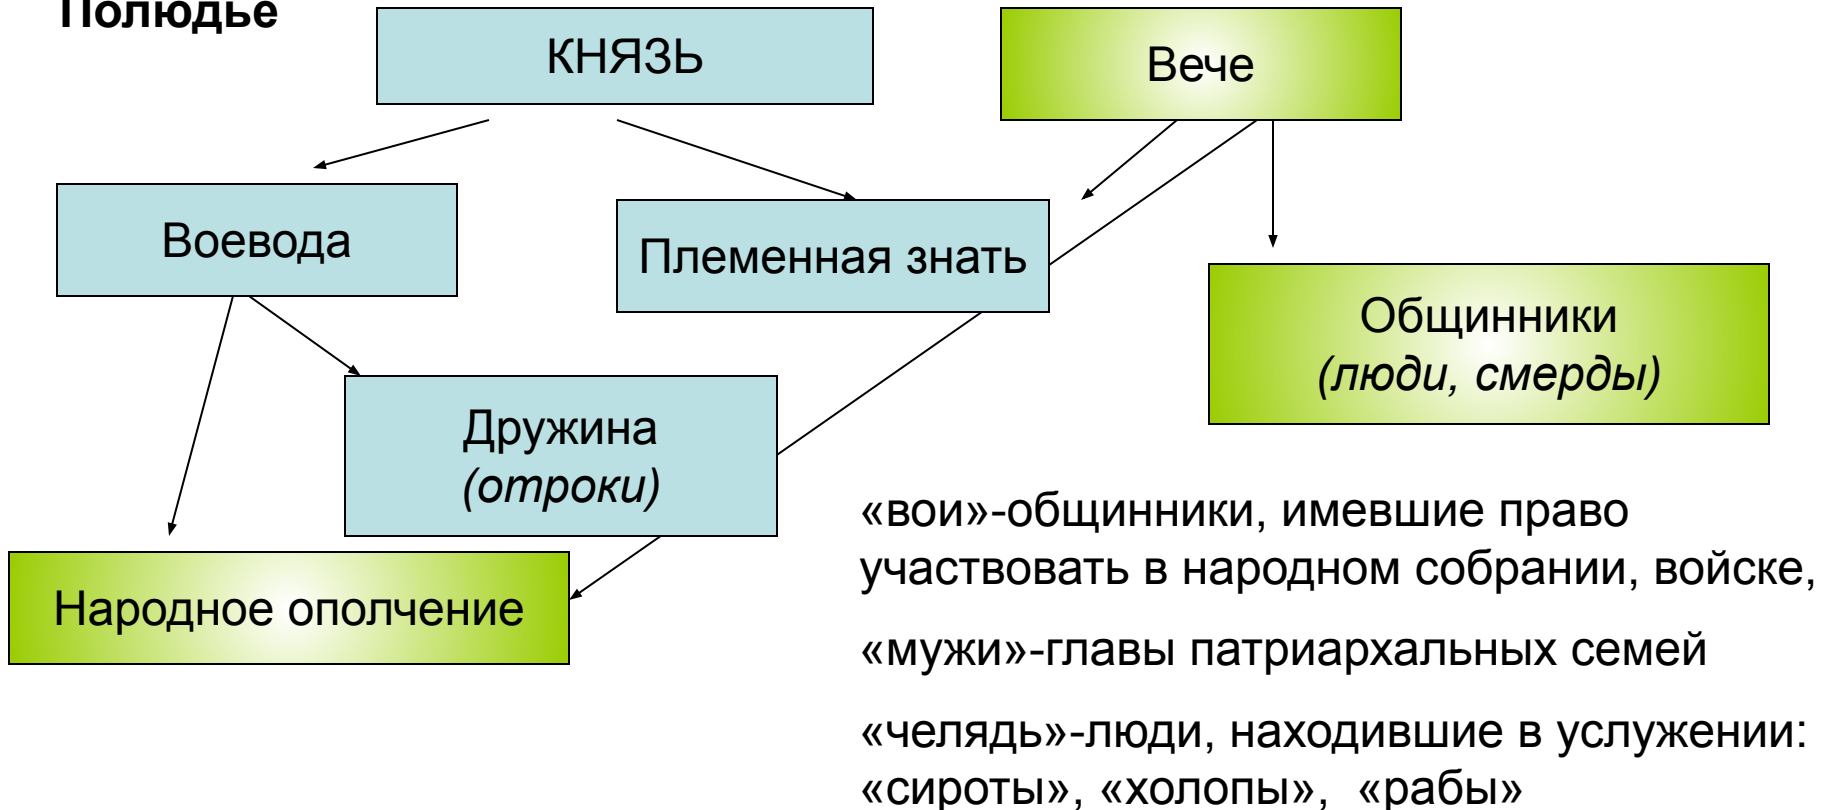 Полюдье
КНЯЗЬ
Вече
Воевода
Племенная знать
Общинники
(люди, смерды)
Дружина
(отроки)
Народное ополчение
«вои»-общинники, имевшие право
участвовать в народном собрании, войске,
«мужи»-главы патриархальных семей
«челядь»-люди, находившие в услужении:
«сироты», «холопы», «рабы»